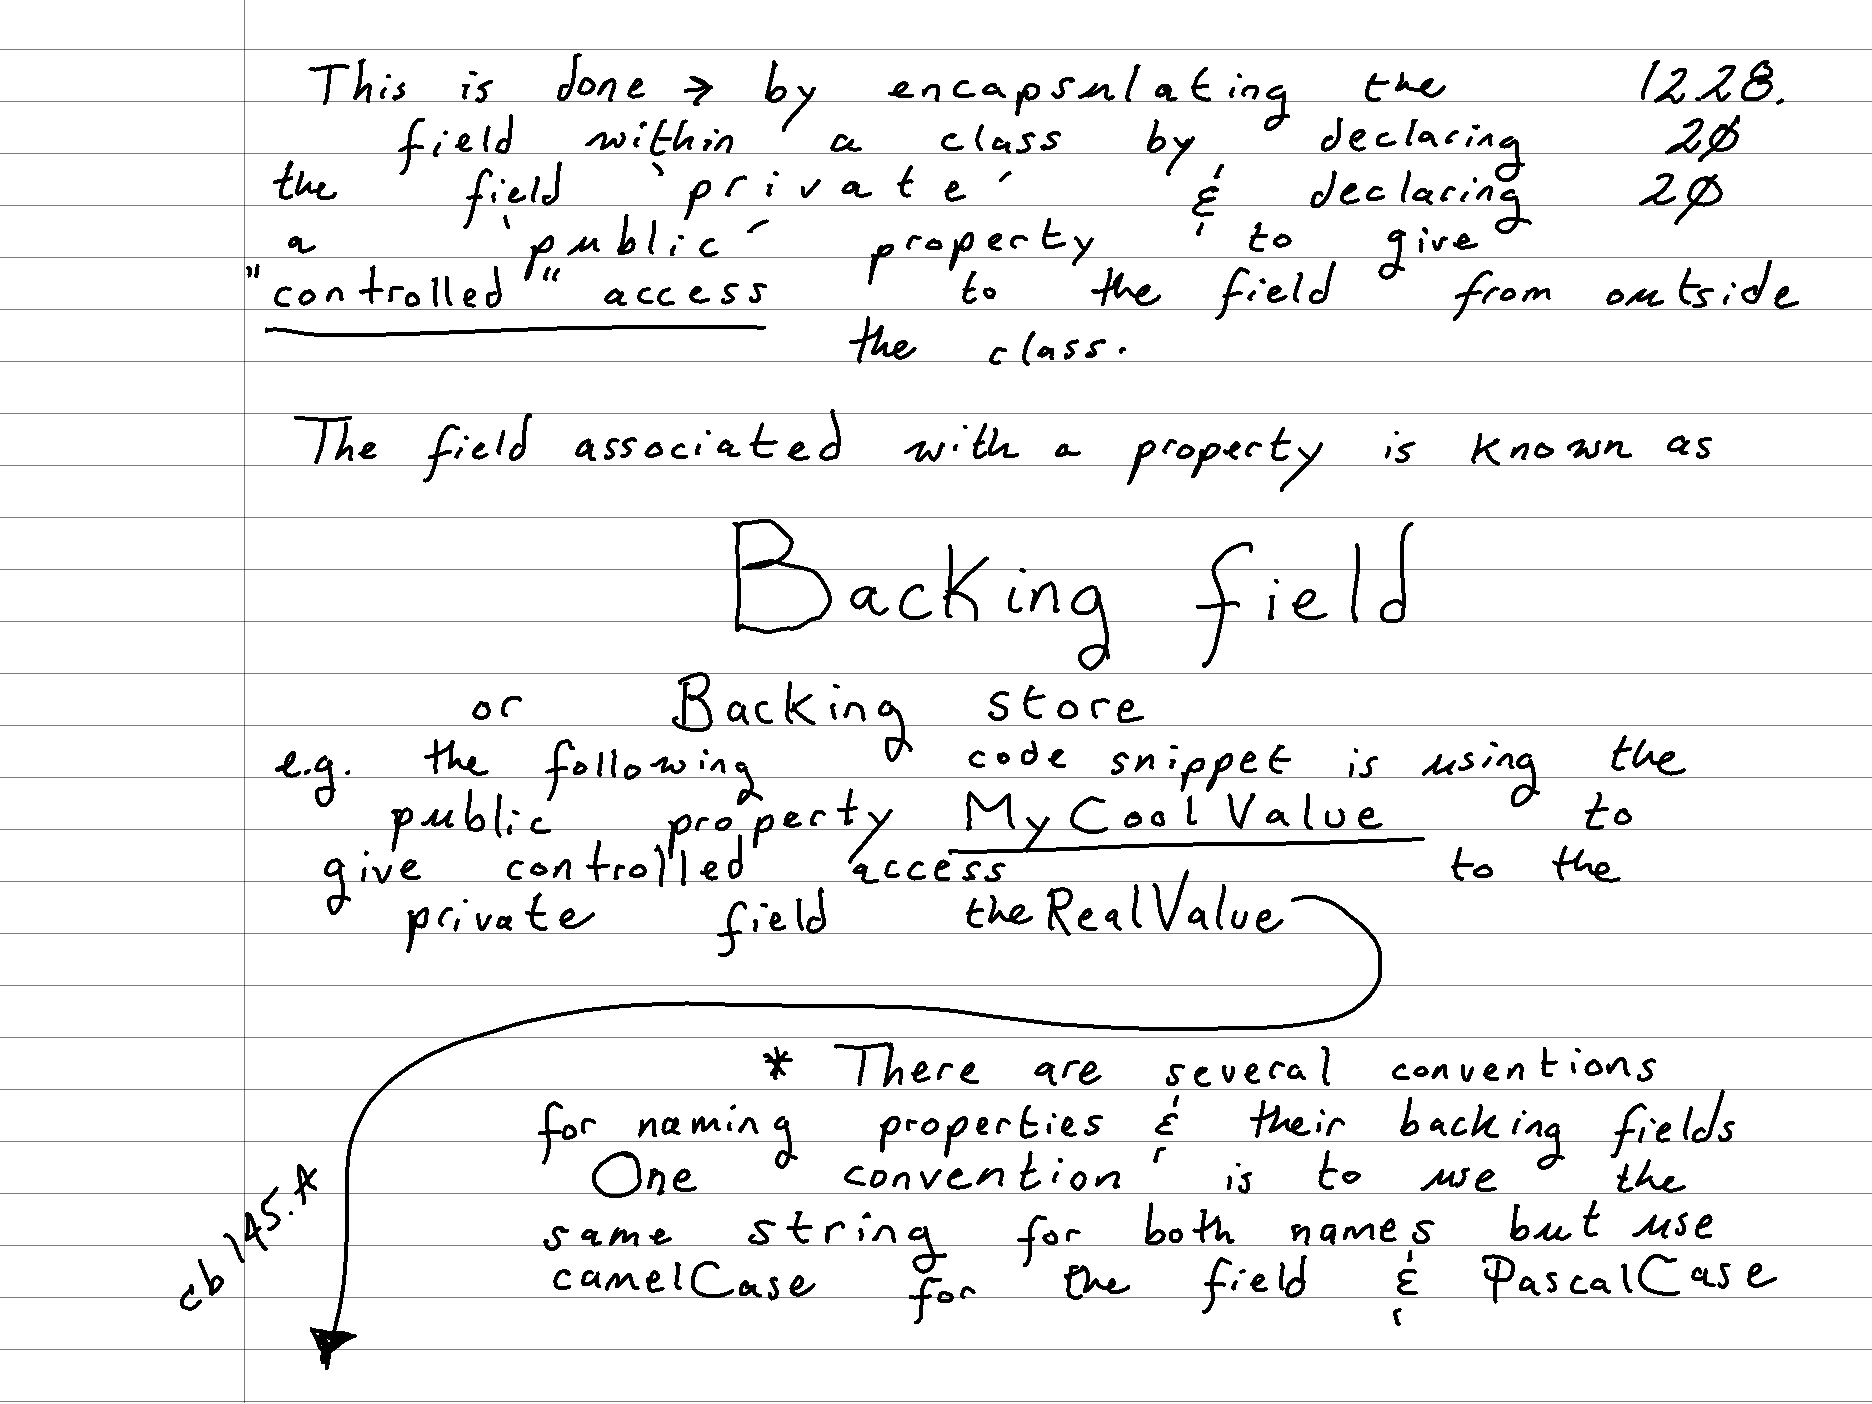 This is done → by encapsulating the 1228.
field within a class by declaring 2Ø
the field 'private' & declaring 2Ø
a 'public' property to give
"controlled" access to the field from outside
the class.
The field associated with a property is known as
Backing field
or Backing store
e.g. the following code snippet is using the
public property MyCoolValue to
give controlled access to the
private field theRealValue
* There are several conventions
for naming properties & their backing fields
One convention is to use the
same string for both names but use
camelCase for the field & PascalCase
cb 145.*